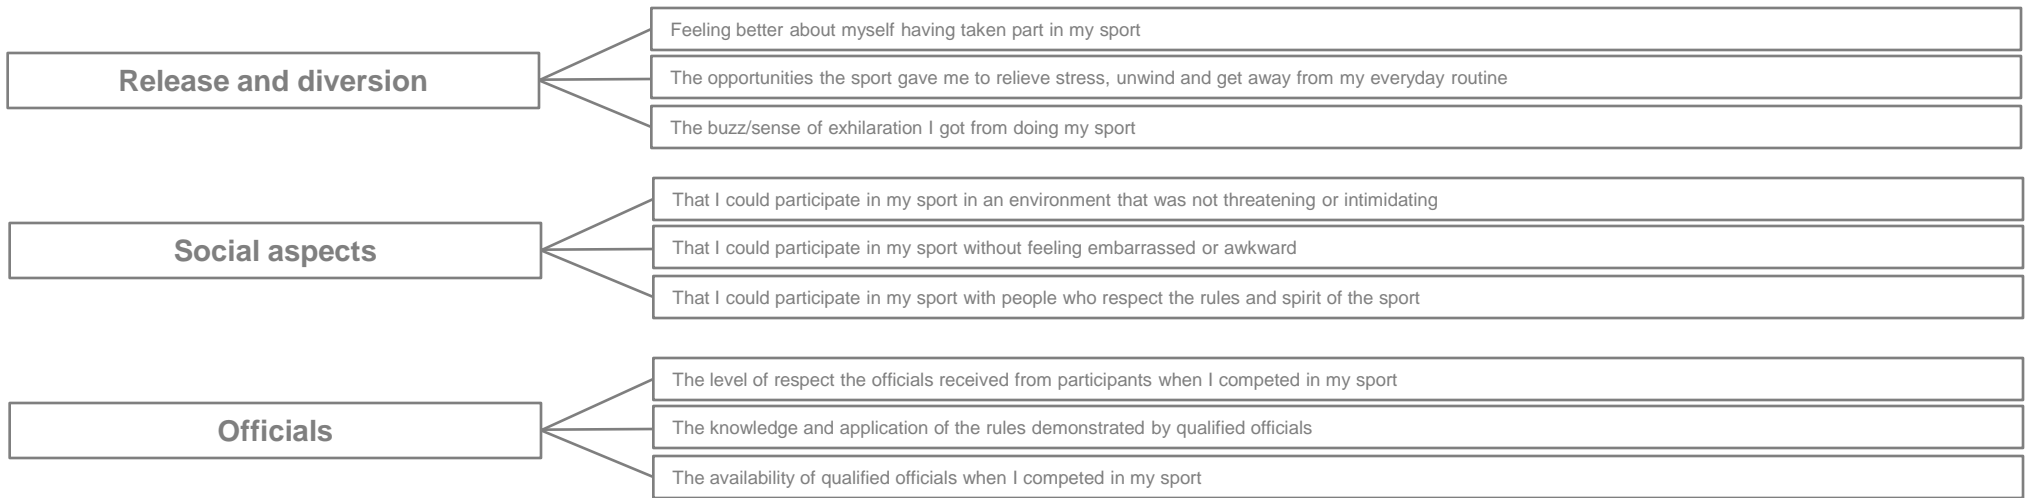 Release and diversion
Feeling better about myself having taken part in my sport
The opportunities the sport gave me to relieve stress, unwind and get away from my everyday routine
The buzz/sense of exhilaration I got from doing my sport
Social aspects
That I could participate in my sport in an environment that was not threatening or intimidating
That I could participate in my sport without feeling embarrassed or awkward
That I could participate in my sport with people who respect the rules and spirit of the sport
Officials
The level of respect the officials received from participants when I competed in my sport
The knowledge and application of the rules demonstrated by qualified officials
The availability of qualified officials when I competed in my sport